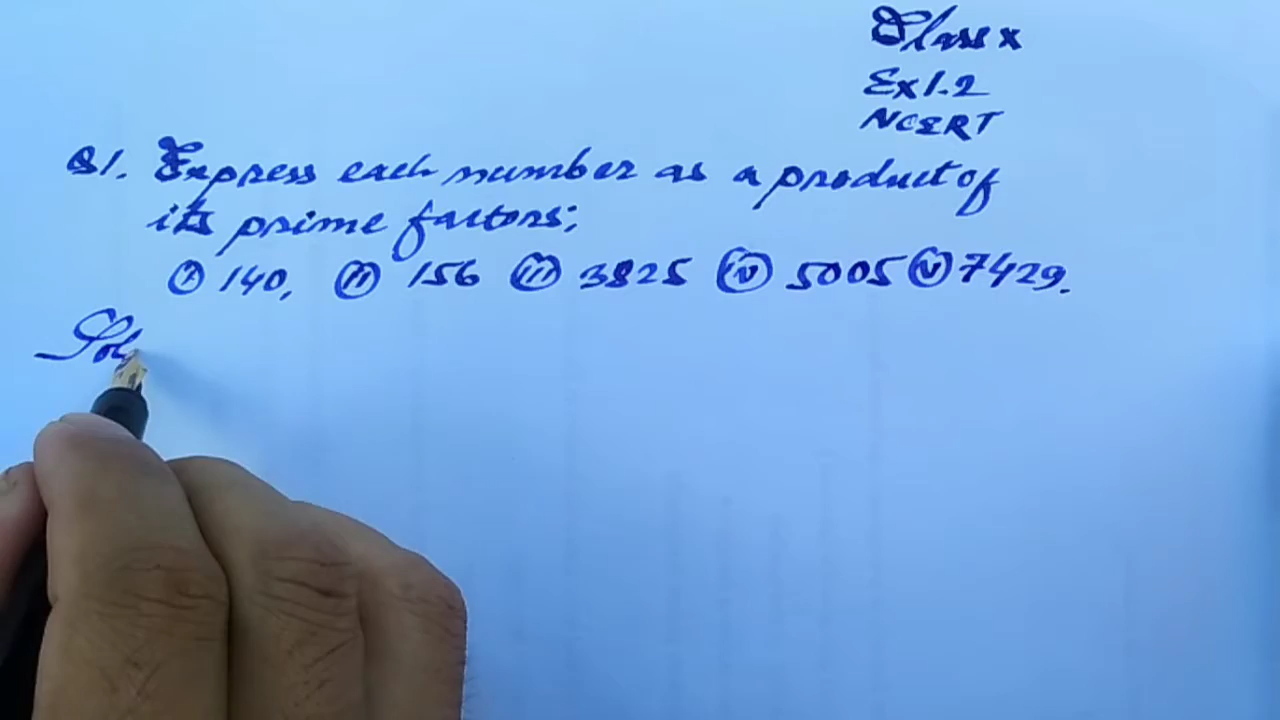 Class x
Ex 1.2
NCERT
Q1. Express each number as a product of
its prime factors;
(i) 140, (ii) 156 (iii) 3825 (iv) 5005 (v) 7429.
Sol